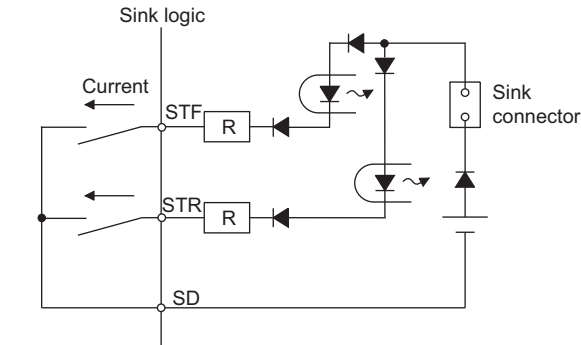 Sink logic
Current
STF
R
Sink
connector
STR
R
SD